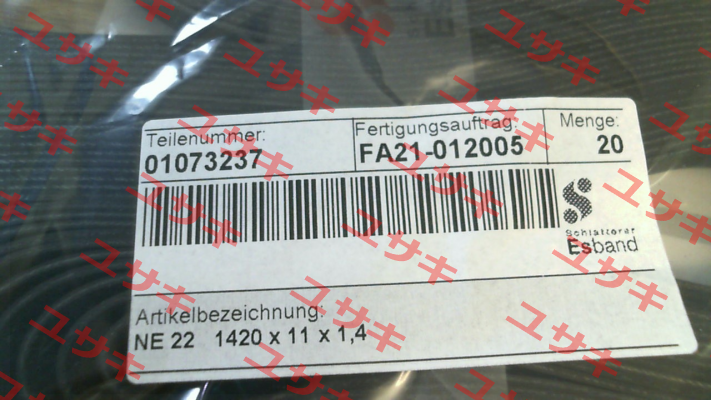 Teilenummer:
01073237
Fertigungsauftrag:
FA21-012005
Menge:
20
Schlatterer
Esband
Artikelbezeichnung:
NE 22 1420 x 11 x 1,4
ユサキ